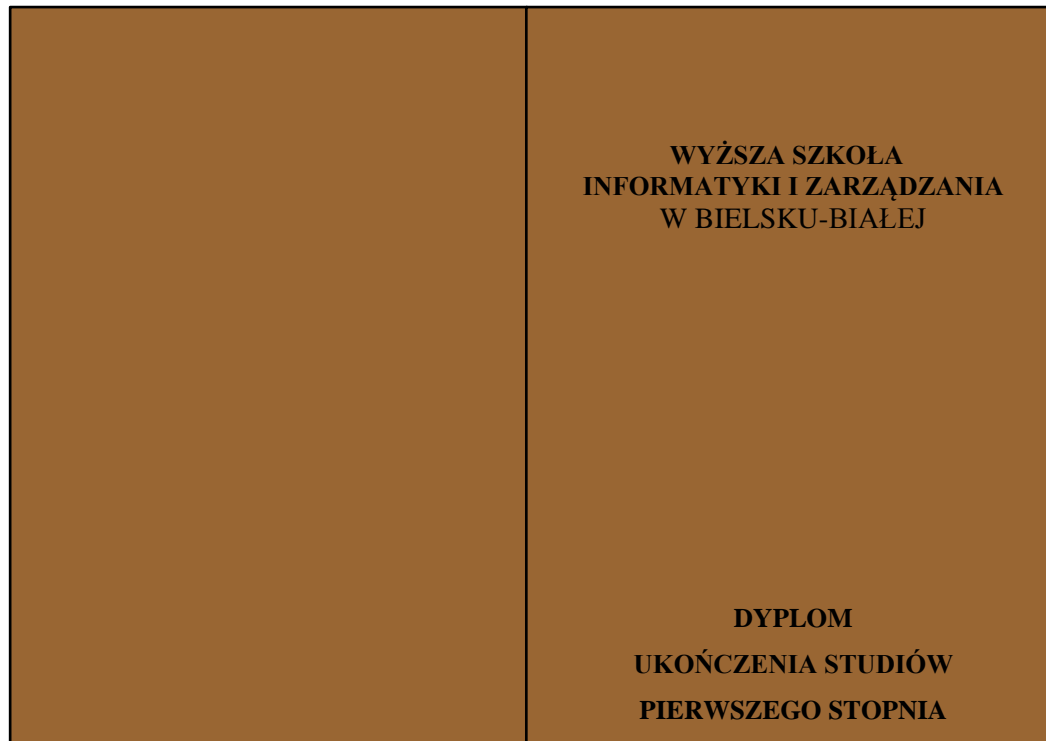 WYŻSZA SZKOŁA
INFORMATYKI I ZARZĄDZANIA
W BIELSKU-BIAŁEJ
DYPLOM
UKOŃCZENIA STUDIÓW
PIERWSZEGO STOPNIA